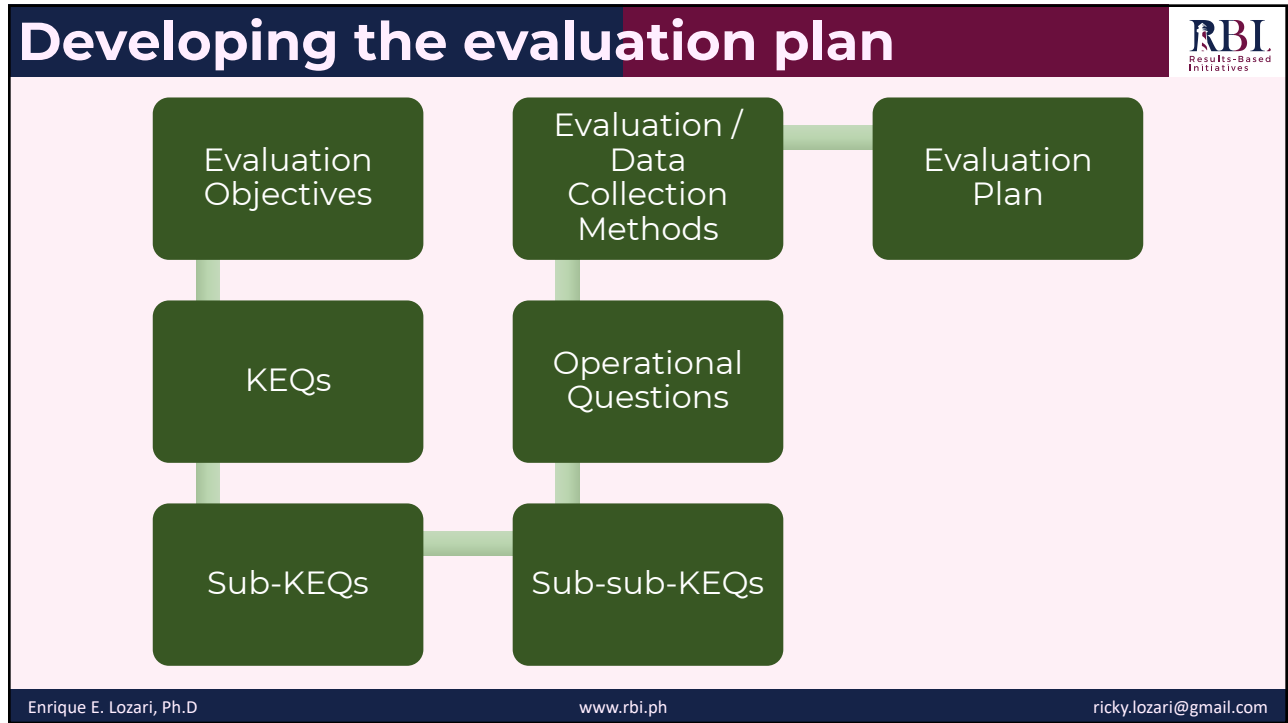 Developing the evaluation plan
RBI
Results-Based
Initiatives
Evaluation
Objectives
KEQs
Sub-KEQs
Sub-sub-KEQs
Operational
Questions
Evaluation /
Data
Collection
Methods
Evaluation
Plan
Enrique E. Lozari, Ph.D
www.rbi.ph
ricky.lozari@gmail.com